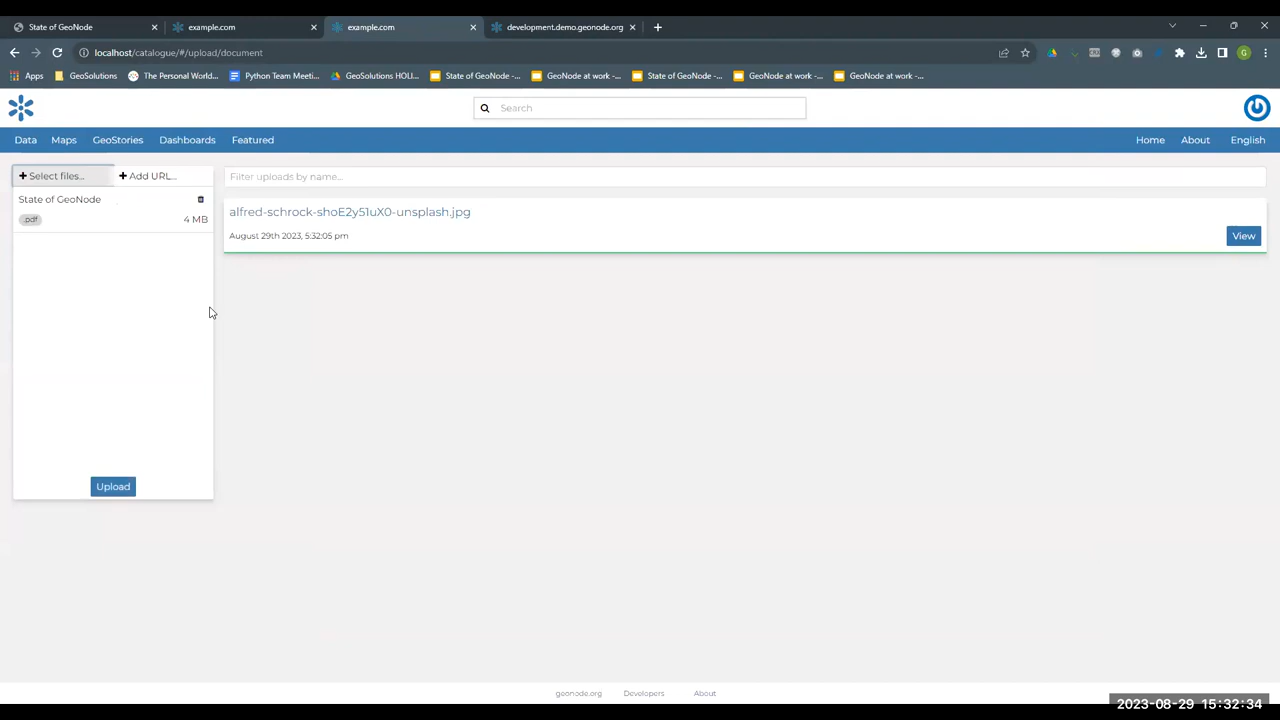 State of GeoNode
example.com
example.com
development.demo.geonode.org
localhost/catalogue/#/upload/document
G
Apps
GeoSolutions
The Personal World...
Python Team Meeti...
GeoSolutions HOLI...
State of GeoNode -...
GeoNode at work -...
State of GeoNode -...
GeoNode at work -...
GeoNode at work -...
Search
Data
Maps
GeoStories
Dashboards
Featured
Home
About
English
+ Select files...
+ Add URL...
Filter uploads by name...
State of GeoNode
.pdf
4 MB
alfred-schrock-shoE2y51uX0-unsplash.jpg
August 29th 2023, 5:32:05 pm
View
Upload
geonode.org
Developers
About
2023-08-29 15:32:34